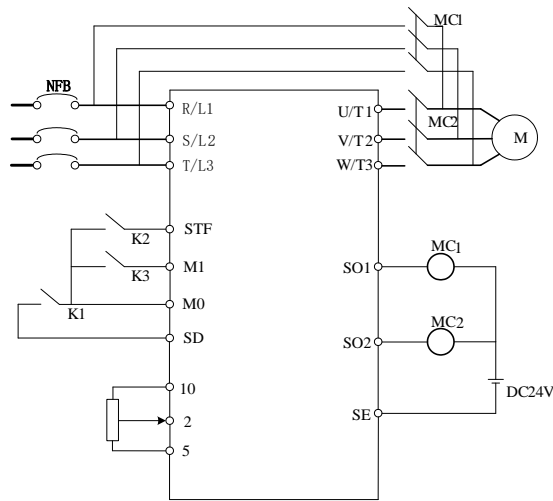 MC1
NFB
R/L1
U/T1
MC2
S/L2
V/T2
M
T/L3
W/T3
STF
K2
M1
K3
SO1
MC1
M0
K1
SD
SO2
MC2
10
DC24V
2
SE
5